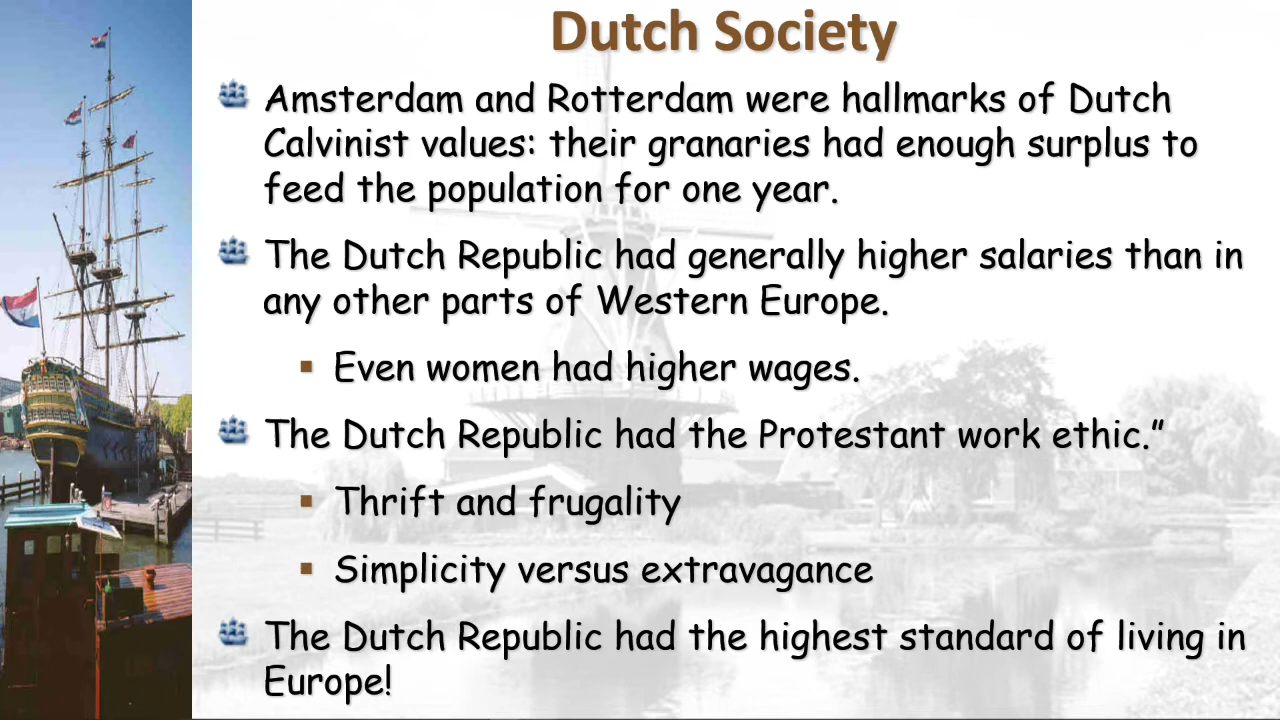 Dutch Society
Amsterdam and Rotterdam were hallmarks of Dutch
Calvinist values: their granaries had enough surplus to
feed the population for one year.
The Dutch Republic had generally higher salaries than in
any other parts of Western Europe.
Even women had higher wages.
The Dutch Republic had the Protestant work ethic.”
Thrift and frugality
Simplicity versus extravagance
The Dutch Republic had the highest standard of living in
Europe!